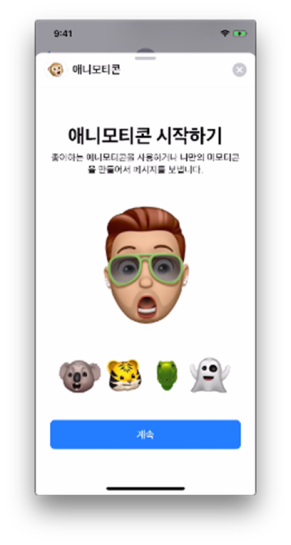 9:41
애니모티콘
애니모티콘 시작하기
좋아하는 애니모티콘을 사용하거나 나만의 미모티콘
을 만들어서 메시지를 보냅니다.
계속